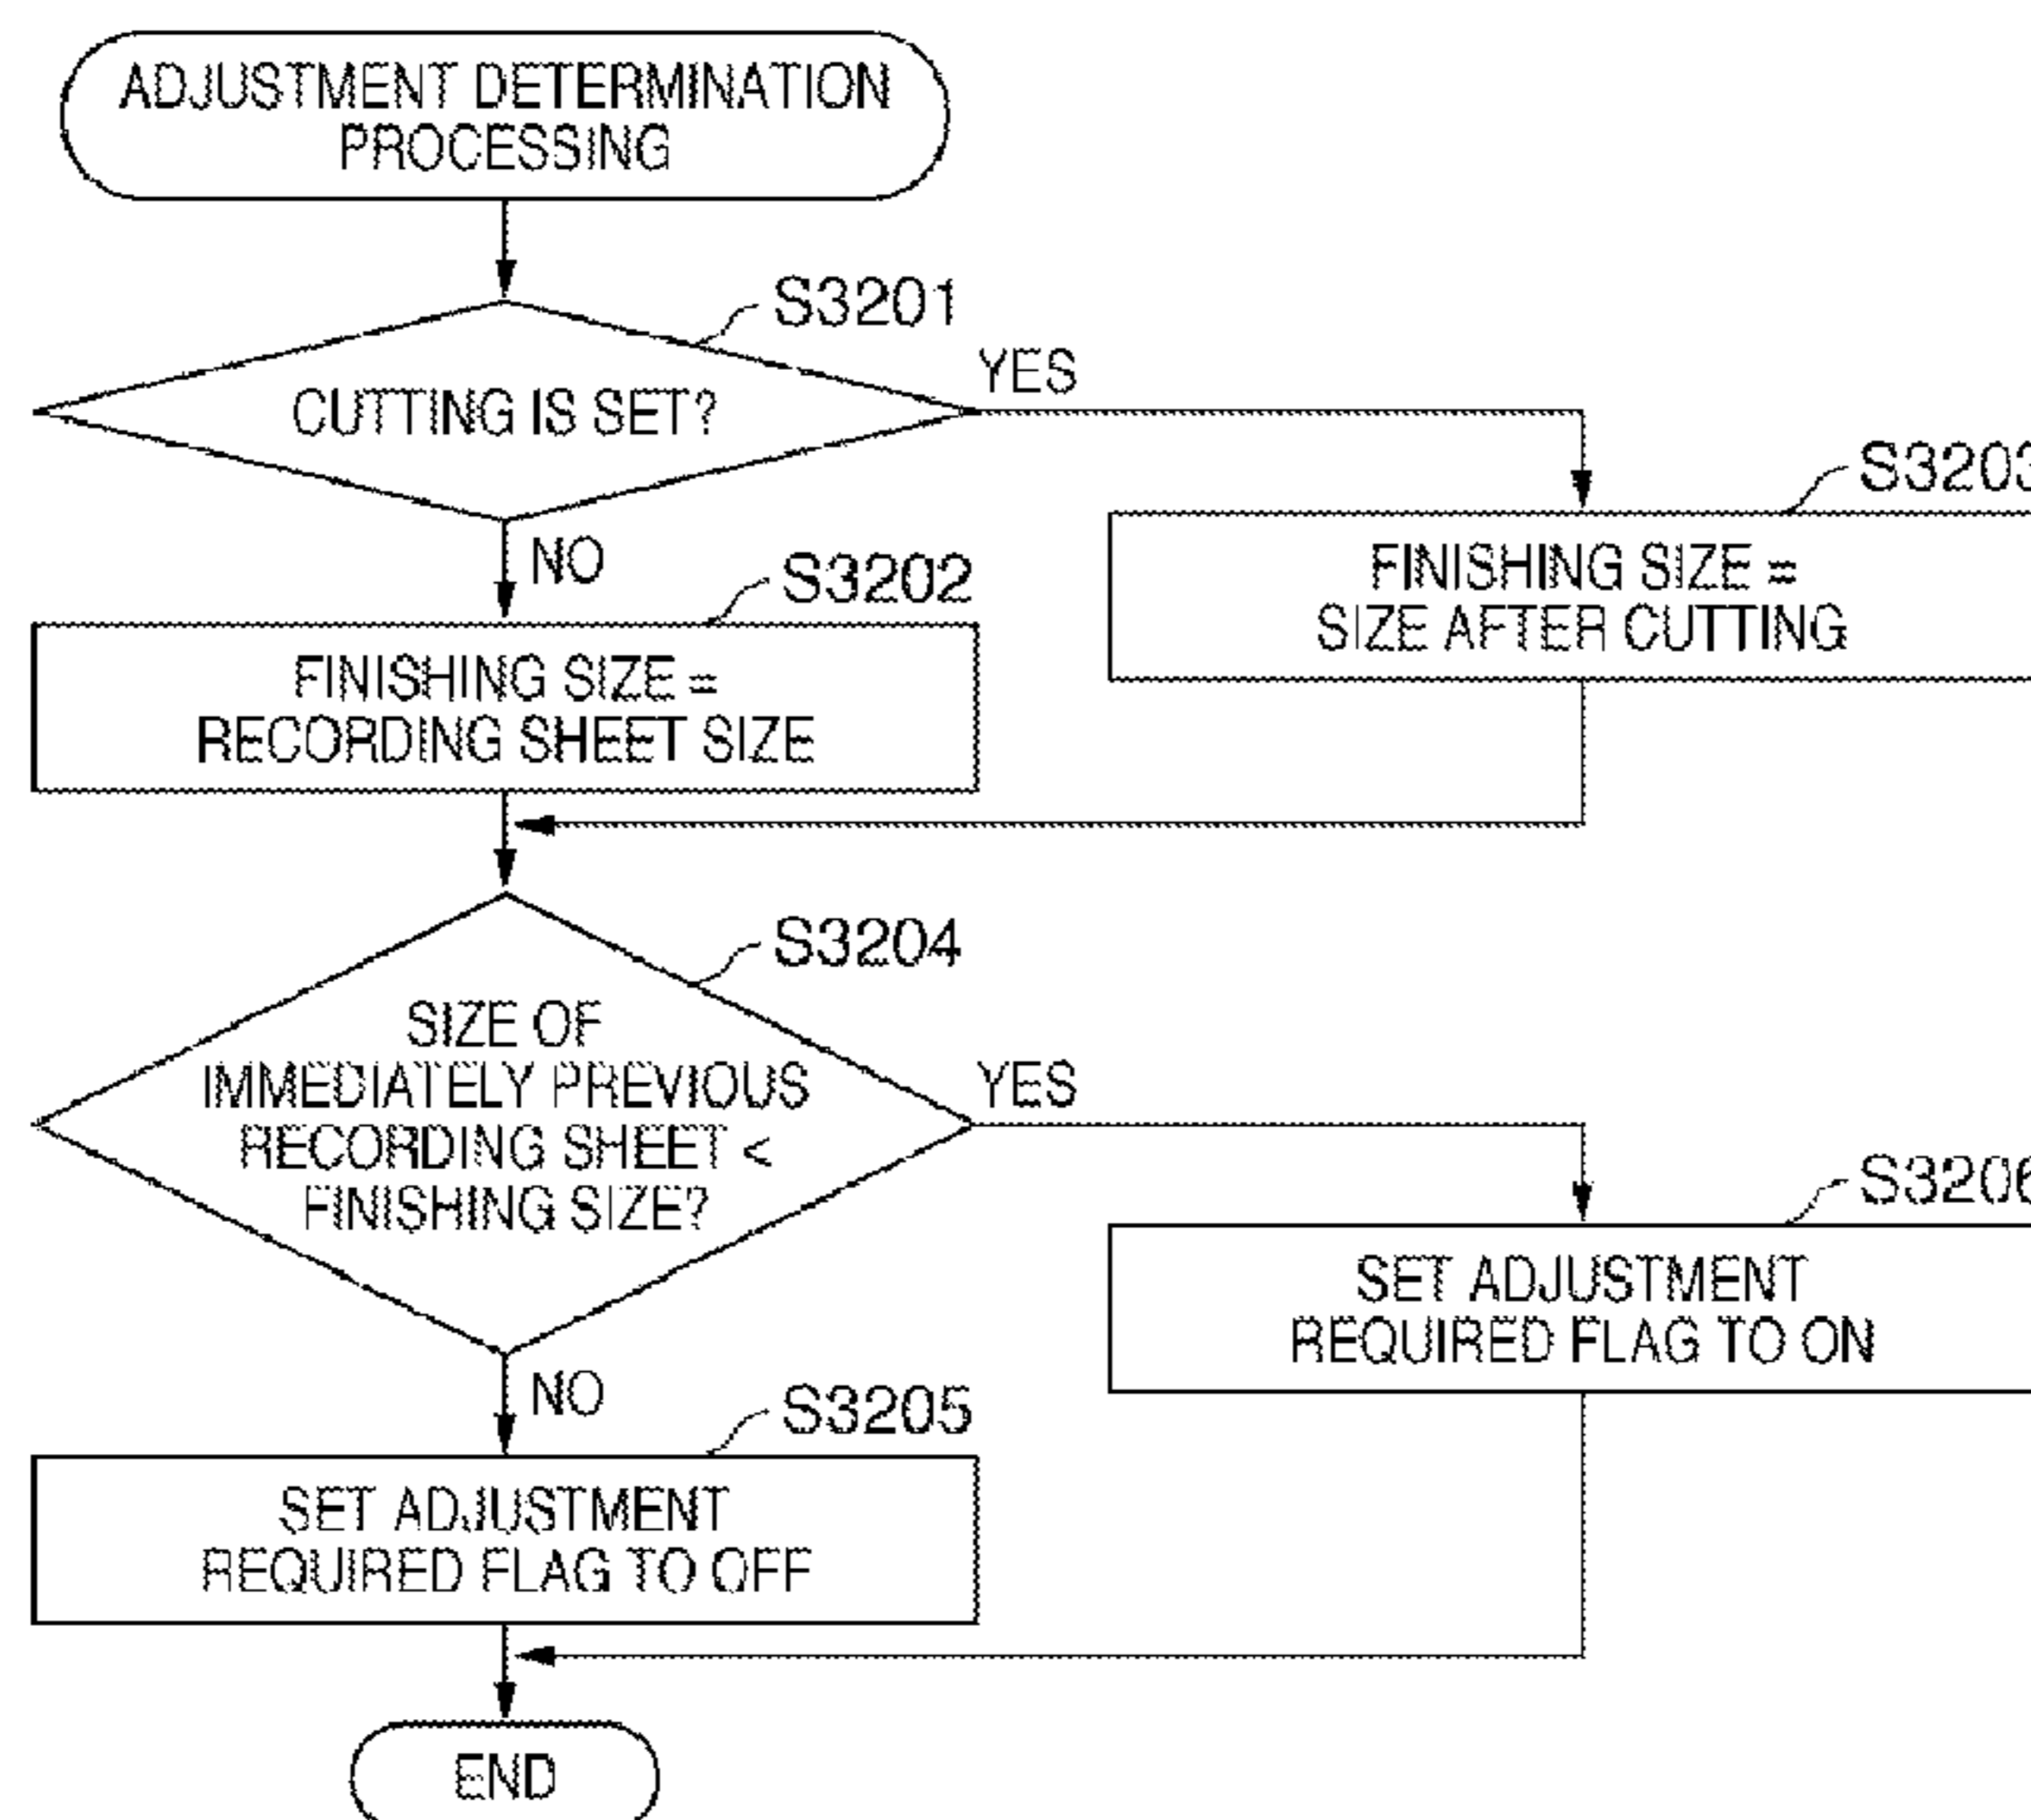 ADJUSTMENT DETERMINATION
PROCESSING
S3201
CUTTING IS SET?
YES
NO
S3203
FINISHING SIZE =
SIZE AFTER CUTTING
S3202
FINISHING SIZE =
RECORDING SHEET SIZE
S3204
SIZE OF
IMMEDIATELY PREVIOUS
RECORDING SHEET <
FINISHING SIZE?
YES
NO
S3206
SET ADJUSTMENT
REQUIRED FLAG TO ON
S3205
SET ADJUSTMENT
REQUIRED FLAG TO OFF
END